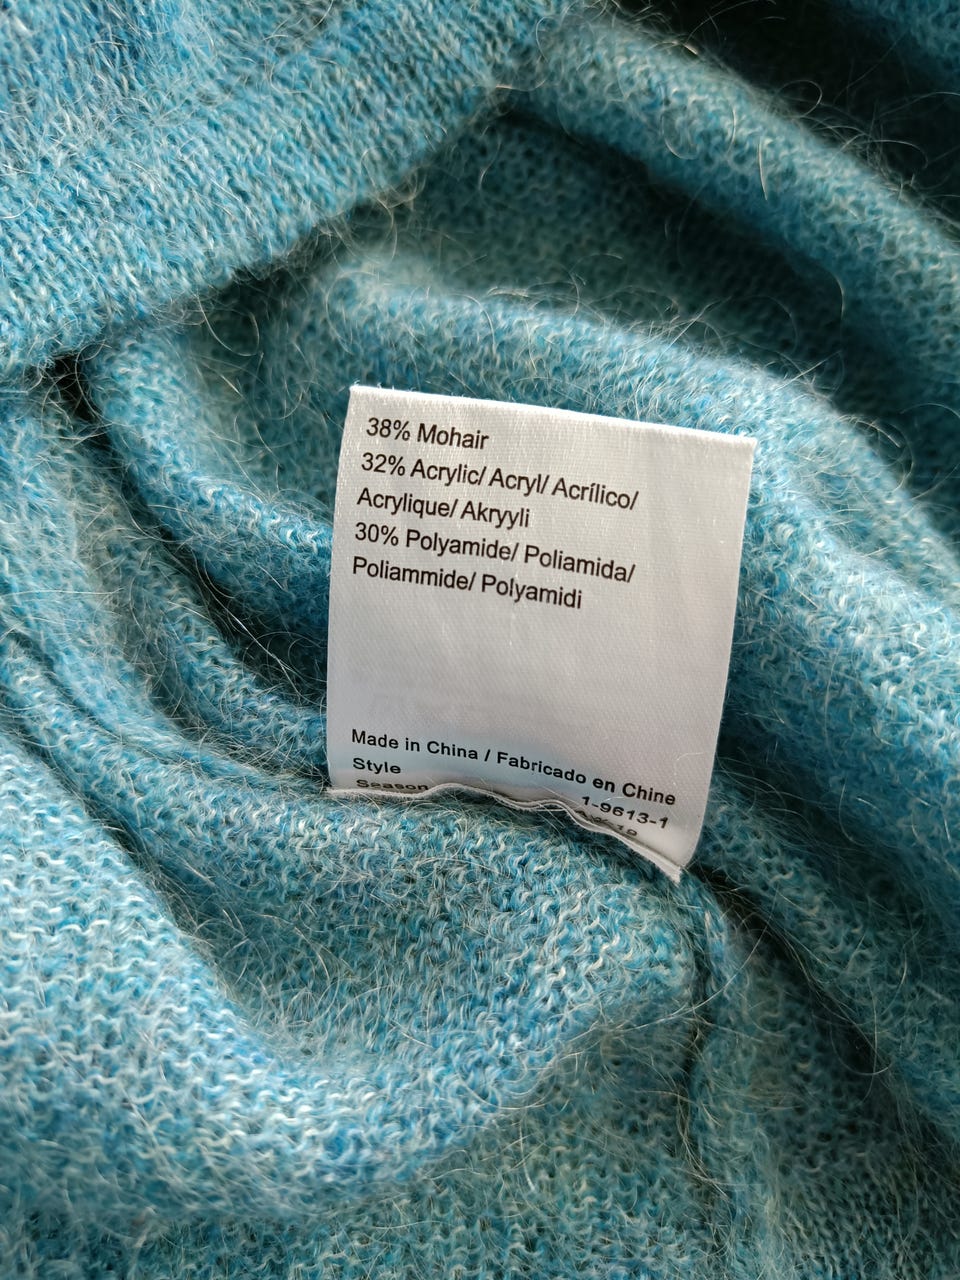 38% Mohair
32% Acrylic/ Acryl/ Acrílico/
Acrylique/ Akryyli
30% Polyamide/ Poliamida/
Poliammide/ Polyamidi
Made in China / Fabricado en Chine
Style 1-9613-1
Season